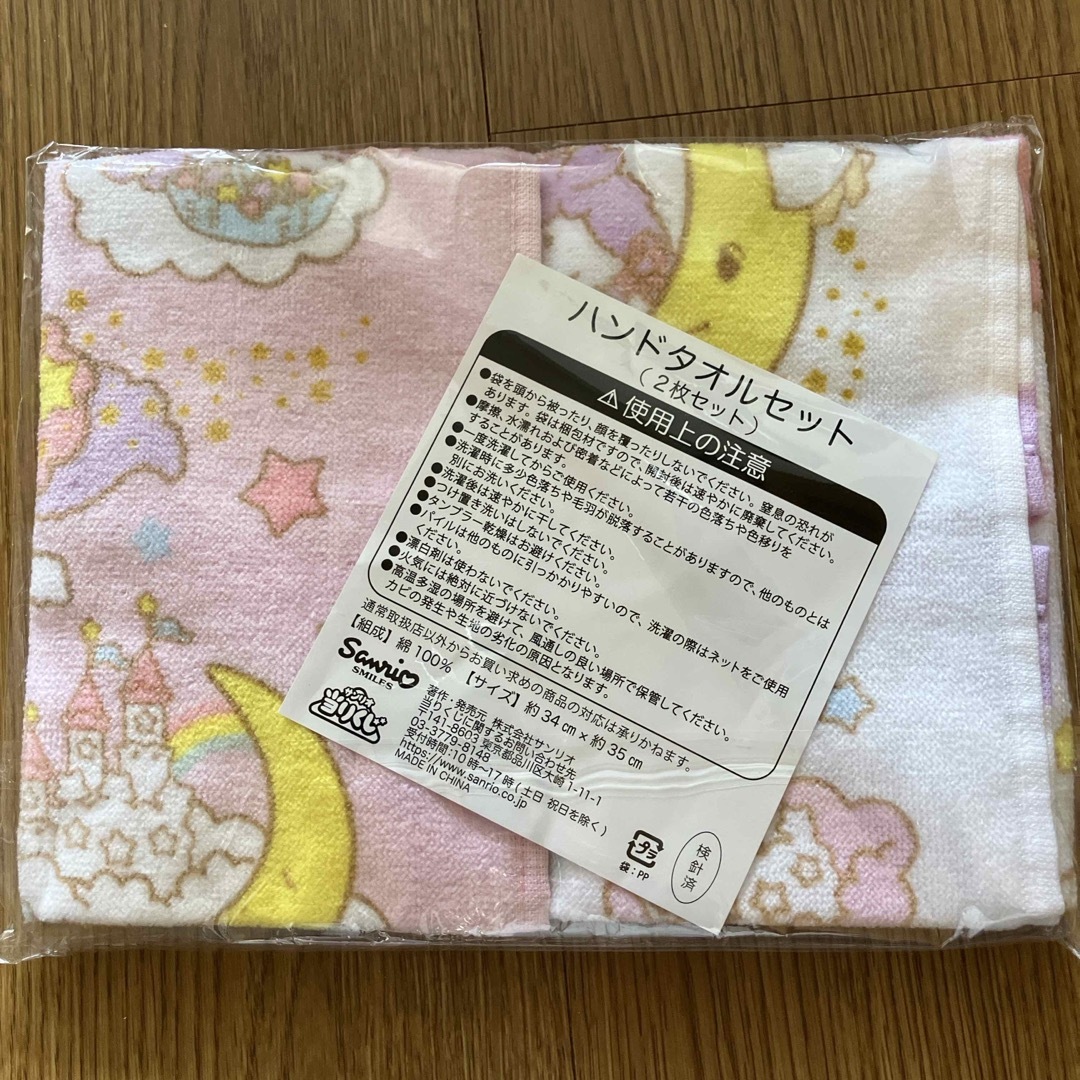 ハンドタオルセット
(2枚セット)
⚠使用上の注意
●袋を頭から被ったり、顔を覆ったりしないでください。窒息の恐れが
あります。袋は梱包材ですので、開封後は速やかに廃棄してください。
●摩擦、水濡れおよび密着などによって若干の色落ちや色移りを
することがあります。
●一度洗濯してからご使用ください。
●洗濯時に多少色落ちや毛羽が脱落することがありますので、他のものとは
別にお洗いください。
●洗濯後は速やかに干してください。
●つけ置き洗いはしないでください。
●タンブラー乾燥はお避けください。
●パイルは他のものに引っかかりやすいので、洗濯の際はネットをご使用
ください。
●漂白剤は使わないでください。
●火気には絶対に近づけないでください。
●高温多湿の場所を避けて、風通しの良い場所で保管してください。
カビの発生や生地の劣化の原因となります。
通常取扱店以外からお買い求めの商品の対応は承りかねます。
【組成】綿100% 【サイズ】約34cm×約35cm
Sanrio
SMILES
サンリオ
当りくじ
著作・発売元 株式会社サンリオ
当りくじに関するお問い合わせ先
〒141-8603 東京都品川区大崎1-11-1
03-3779-8148
受付時間:10時～17時(土日 祝日を除く)
https://www.sanrio.co.jp
MADE IN CHINA
プラ
袋:PP
検針済